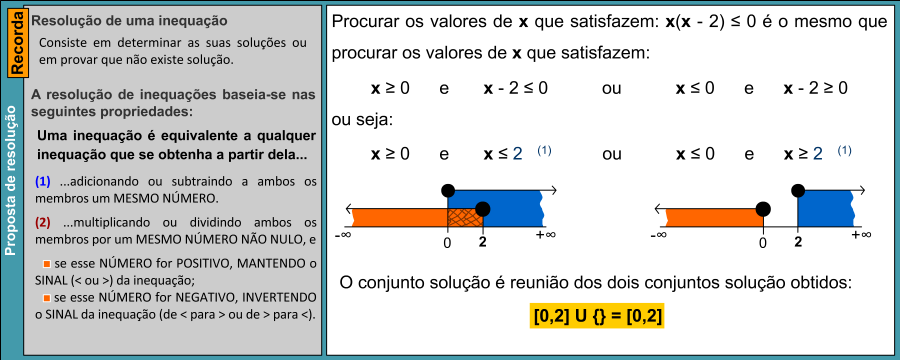 Recorda
Proposta de resolução
Resolução de uma inequação
Consiste em determinar as suas soluções ou
em provar que não existe solução.
A resolução de inequações baseia-se nas
seguintes propriedades:
Uma inequação é equivalente a qualquer
inequação que se obtenha a partir dela...
(1) ...adicionando ou subtraindo a ambos os
membros um MESMO NÚMERO.
(2) ...multiplicando ou dividindo ambos os
membros por um MESMO NÚMERO NÃO NULO, e
se esse NÚMERO for POSITIVO, MANTENDO o
SINAL (< ou >) da inequação;
se esse NÚMERO for NEGATIVO, INVERTENDO
o SINAL da inequação (de < para > ou de > para <).
Procurar os valores de x que satisfazem: x(x - 2) ≤ 0 é o mesmo que
procurar os valores de x que satisfazem:
x ≥ 0 e x - 2 ≤ 0 ou x ≤ 0 e x - 2 ≥ 0
ou seja:
x ≥ 0 e x ≤ 2 (1) ou x ≤ 0 e x ≥ 2 (1)
-∞ 0 2 +∞ -∞ 0 2 +∞
O conjunto solução é reunião dos dois conjuntos solução obtidos:
[0,2] U {} = [0,2]